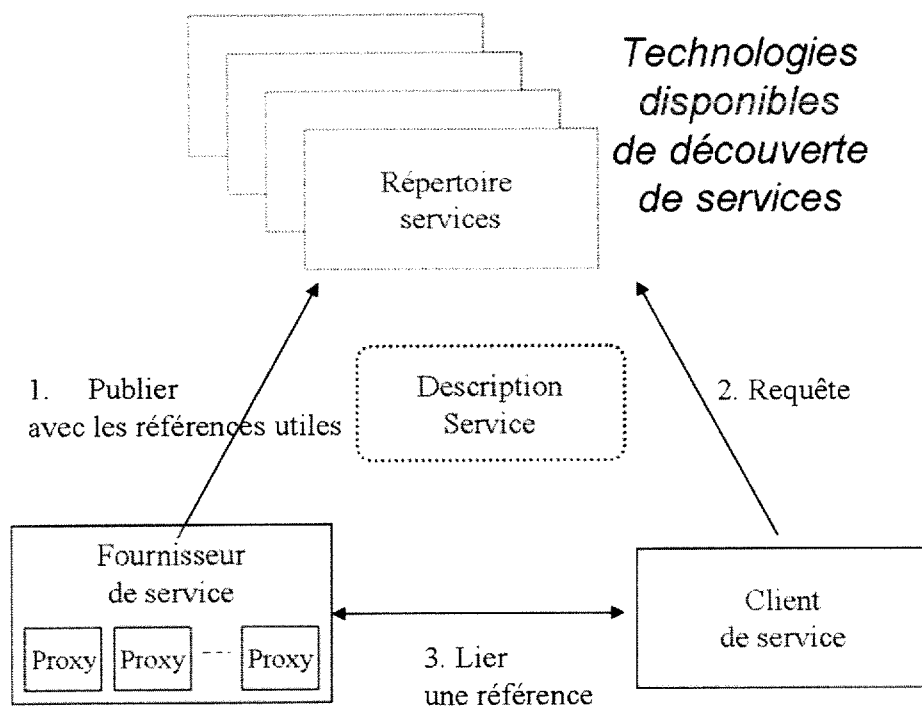 Technologies
disponibles
de découverte
de services
Répertoire
services
1. Publier
avec les références utiles
Description
Service
2. Requête
Fournisseur
de service
Proxy Proxy --- Proxy
Client
de service
3. Lier
une référence